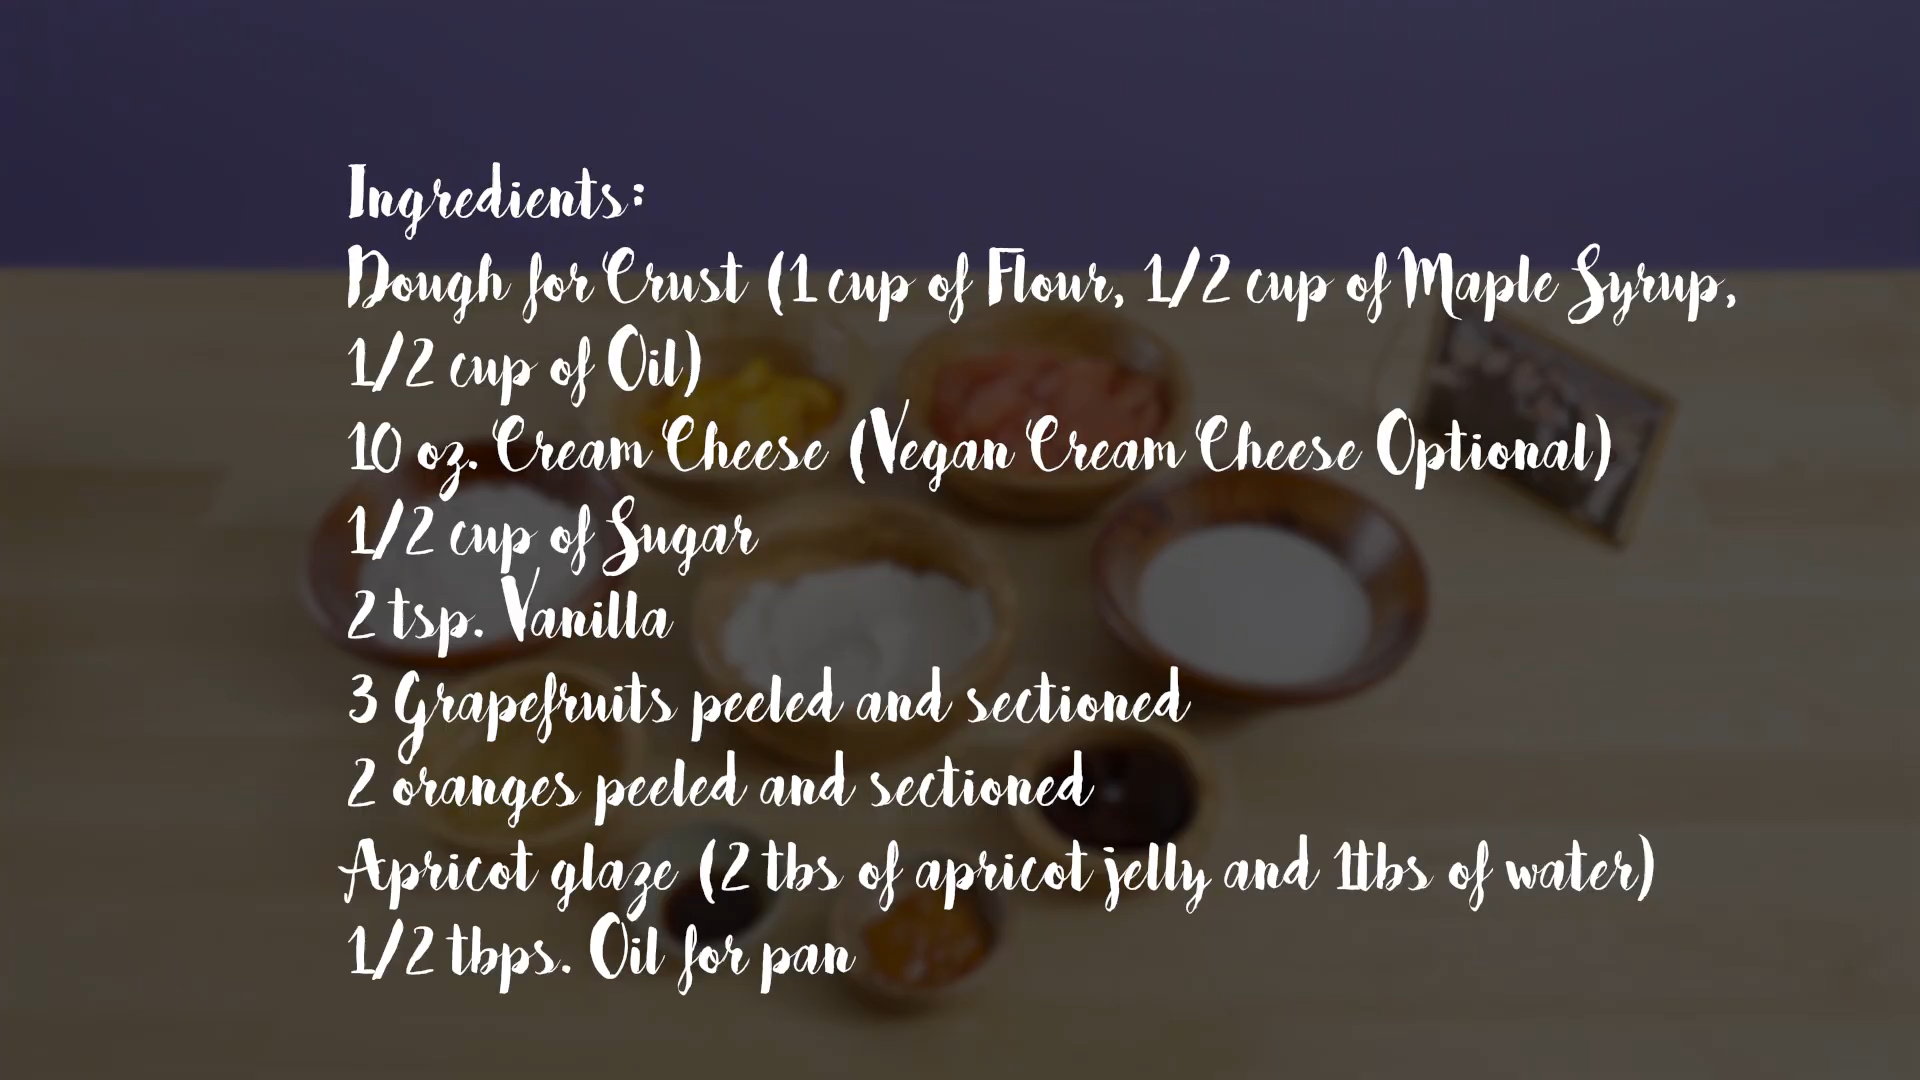 Ingredients:
Dough for Crust (1 cup of Flour, 1/2 cup of Maple Syrup,
1/2 cup of Oil)
10 oz. Cream Cheese (Vegan Cream Cheese Optional)
1/2 cup of Sugar
2 tsp. Vanilla
3 Grapefruits peeled and sectioned
2 oranges peeled and sectioned
Apricot glaze (2 tbs of apricot jelly and 1tbs of water)
1/2 tbps. Oil for pan